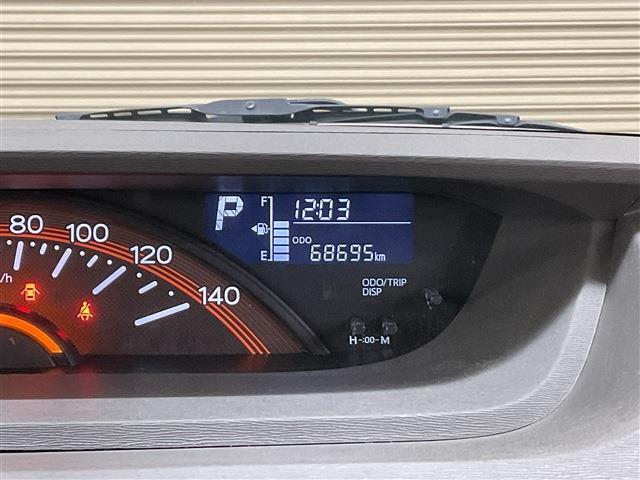 P
F 12:03
ODO
E 68695km
80 100 120 140
/h
ODO/TRIP
DISP
H-:00-M